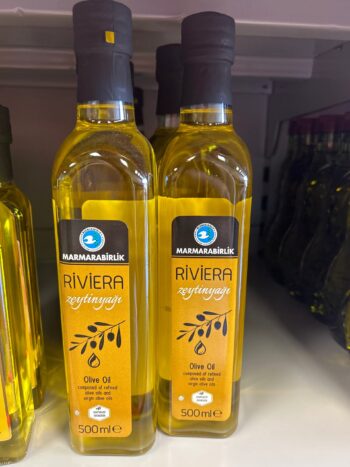 MARMARABİRLİK
RİVİERA
zeytinyağı
Olive Oil
composed of refined
olive oils and
virgin olive oils
500ml e
MARMARABİRLİK
RİVİERA
zeytinyağı
Olive Oil
composed of refined
olive oils and
virgin olive oils
500ml e